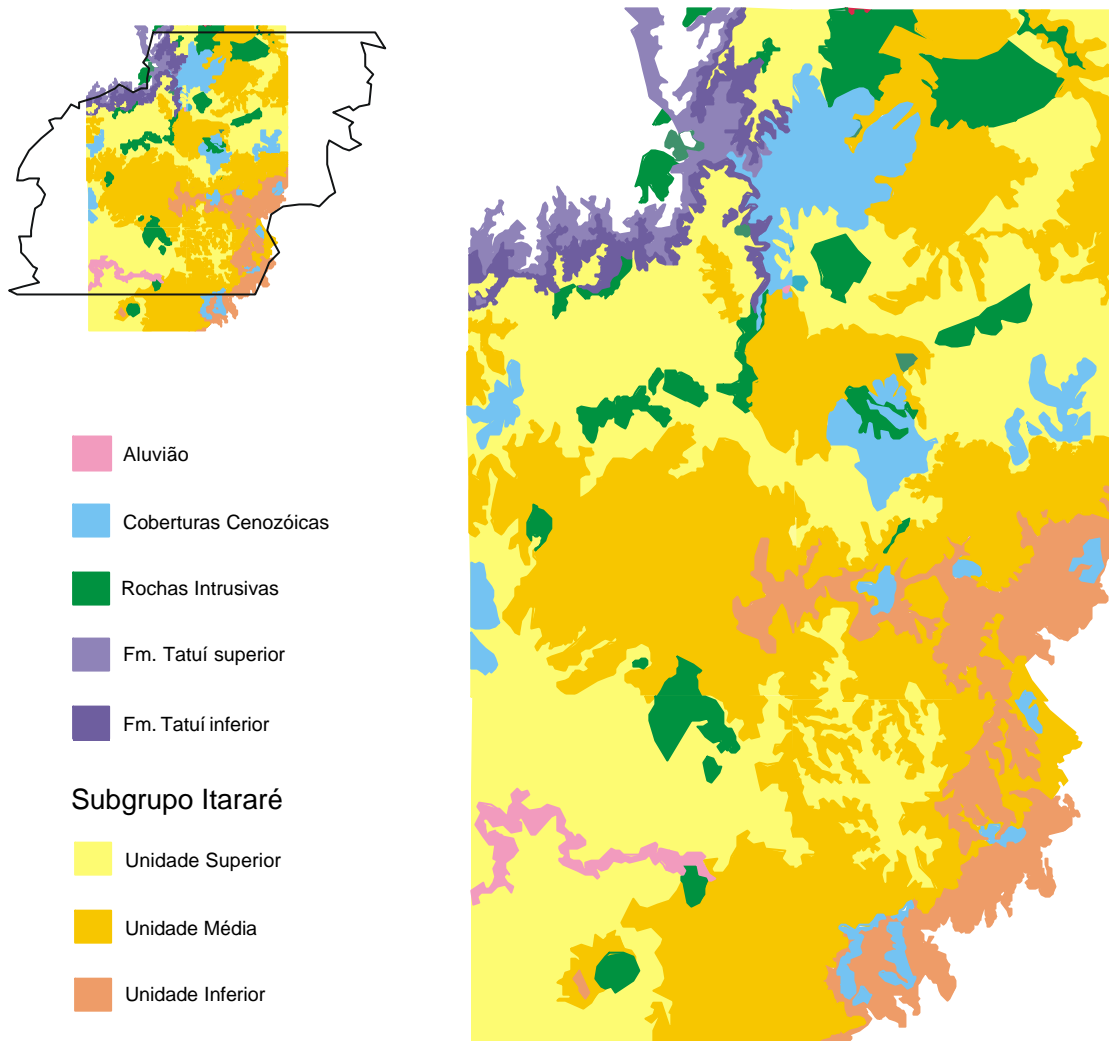 Aluvião
Coberturas Cenozóicas
Rochas Intrusivas
Fm. Tatuí superior
Fm. Tatuí inferior
Subgrupo Itararé
Unidade Superior
Unidade Média
Unidade Inferior